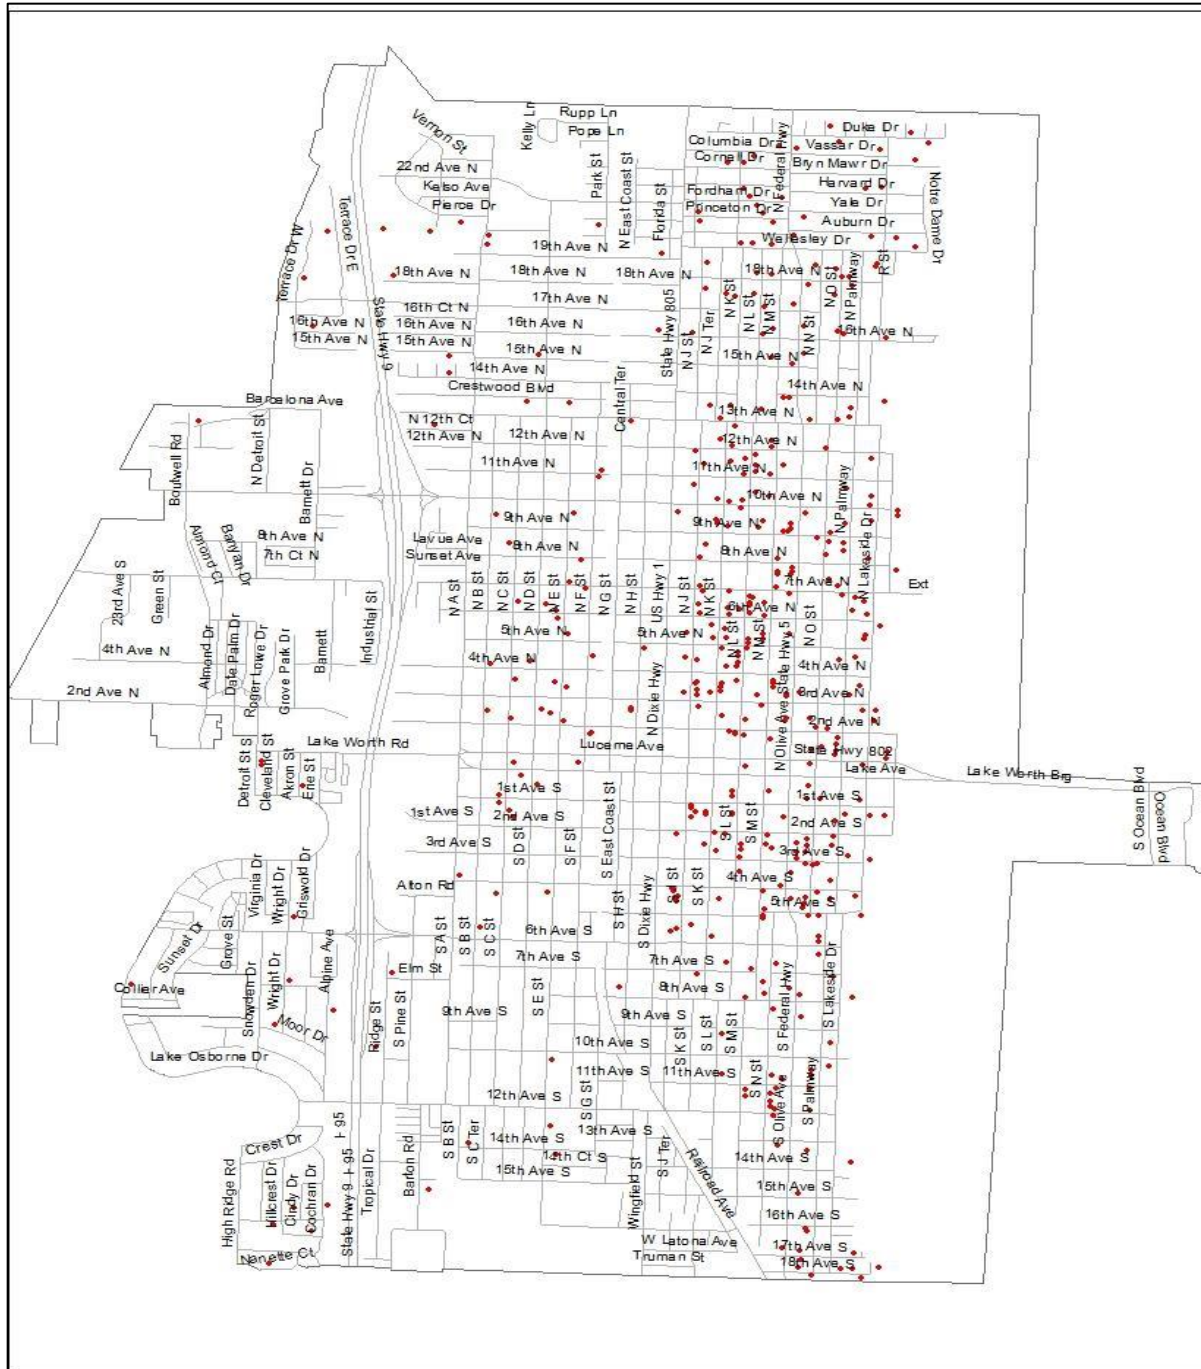 Rupp Ln
Pope Ln
Kelly Ln
Vernon St
Duke Dr
Columbia Dr
Vassar Dr
Cornell Dr
Bryn Mawr Dr
22nd Ave N
Kelso Ave
Pierce Dr
Park St
N East Coast St
Florida St
Fordham Dr
Princeton Dr
N Federal Hwy
Harvard Dr
Yale Dr
Auburn Dr
Wellesley Dr
Notre Dame Dr
Terrace Dr W
Terrace Dr E
19th Ave N
18th Ave N
18th Ave N
18th Ave N
18th Ave N
R St
N O St
N Palmway
State Hwy 9
16th Ct N
17th Ave N
State Hwy 805
N J St
N J Ter
N K St
N L St
N M St
N N St
16th Ave N
16th Ave N
16th Ave N
16th Ave N
15th Ave N
15th Ave N
15th Ave N
15th Ave N
14th Ave N
14th Ave N
Crestwood Blvd
Central Ter
Barcelona Ave
N 12th Ct
13th Ave N
12th Ave N
12th Ave N
12th Ave N
Boutwell Rd
N Detroit St
Barnett Dr
11th Ave N
11th Ave N
10th Ave N
N Palmway
9th Ave N
9th Ave N
Almond Ct
Banyan Dr
8th Ave N
7th Ct N
Lavue Ave
Sunset Ave
8th Ave N
8th Ave N
N Lakeside Dr
23rd Ave S
Green St
Industrial St
N A St
N B St
N C St
N D St
N E St
N F St
N G St
N H St
US Hwy 1
N J St
N K St
7th Ave N
Ext
6th Ave N
5th Ave N
5th Ave N
N L St
N M St
State Hwy 5
N O St
4th Ave N
Almond Dr
Date Palm Dr
Roger Lowe Dr
Grove Park Dr
Barnett
4th Ave N
4th Ave N
2nd Ave N
N Dixie Hwy
N Olive Ave
3rd Ave N
2nd Ave N
Lake Worth Rd
Lucerne Ave
State Hwy 802
Lake Ave
Lake Worth Brg
Detroit St S
Cleveland St
Akron St
Erie St
S Ocean Blvd
Ocean Blvd
1st Ave S
1st Ave S
1st Ave S
2nd Ave S
2nd Ave S
3rd Ave S
3rd Ave S
S D St
S F St
S East Coast St
S L St
S M St
Virginia Dr
Wright Dr
Griswold Dr
Alton Rd
4th Ave S
5th Ave S
S J St
S K St
Sunset Dr
Grove St
Alpine Ave
S A St
S B St
S C St
6th Ave S
S H St
S Dixie Hwy
7th Ave S
7th Ave S
Elm St
Collier Ave
Snowden Dr
Wright Dr
8th Ave S
S E St
S Federal Hwy
S Lakeside Dr
Moor Dr
Ridge St
S Pine St
9th Ave S
9th Ave S
Lake Osborne Dr
10th Ave S
S K St
S L St
S M St
11th Ave S
11th Ave S
12th Ave S
S G St
S N St
S Olive Ave
S Palmway
I-95
Crest Dr
S B St
S C Ter
13th Ave S
14th Ave S
14th Ct S
15th Ave S
14th Ave S
High Ridge Rd
Hillcrest Dr
Cindy Dr
Cochran Dr
State Hwy 9
I-95
Tropical Dr
Barton Rd
Wingfield St
S J Ter
Railroad Ave
15th Ave S
16th Ave S
Nanette Ct
W Latona Ave
Truman St
17th Ave S
18th Ave S